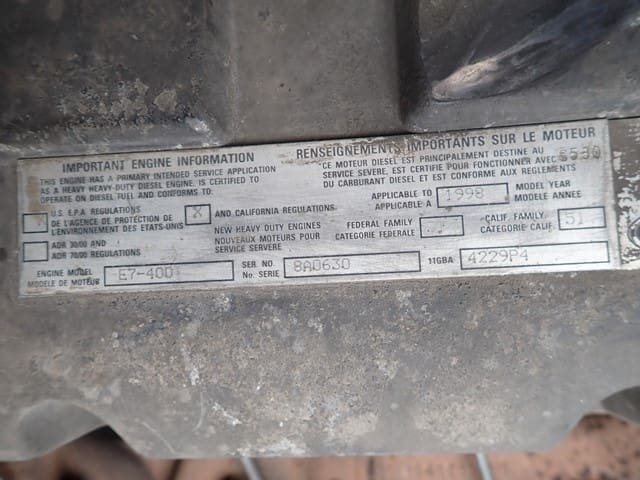 IMPORTANT ENGINE INFORMATION
THIS ENGINE HAS A PRIMARY INTENDED SERVICE APPLICATION
AS A HEAVY HEAVY-DUTY DIESEL ENGINE, IS CERTIFIED TO
OPERATE ON DIESEL FUEL AND CONFORMS TO
RENSEIGNEMENTS IMPORTANTS SUR LE MOTEUR
CE MOTEUR DIESEL EST PRINCIPALEMENT DESTINE AU
SERVICE SEVERE, EST CERTIFIE POUR FONCTIONNER AVEC
DU CARBURANT DIESEL ET EST CONFORME AUX REGLEMENTS
U.S. E.P.A. REGULATIONS
DE L'AGENCE DE PROTECTION DE
L'ENVIRONNEMENT DES ETATS-UNIS
X AND CALIFORNIA REGULATIONS,
APPLICABLE TO
APPLICABLE A
1998
MODEL YEAR
MODELE ANNEE
ADR 30/00 AND
ADR 70/00 REGULATIONS
NEW HEAVY DUTY ENGINES
NOUVEAUX MOTEURS POUR
SERVICE SERVERE
FEDERAL FAMILY
CATEGORIE FEDERALE
CALIF. FAMILY
CATEGORIE CALIF.
51
ENGINE MODEL
MODELE DE MOTEUR
E7-400
SER NO.
No. SERIE
8A0630
11GBA 4229P4